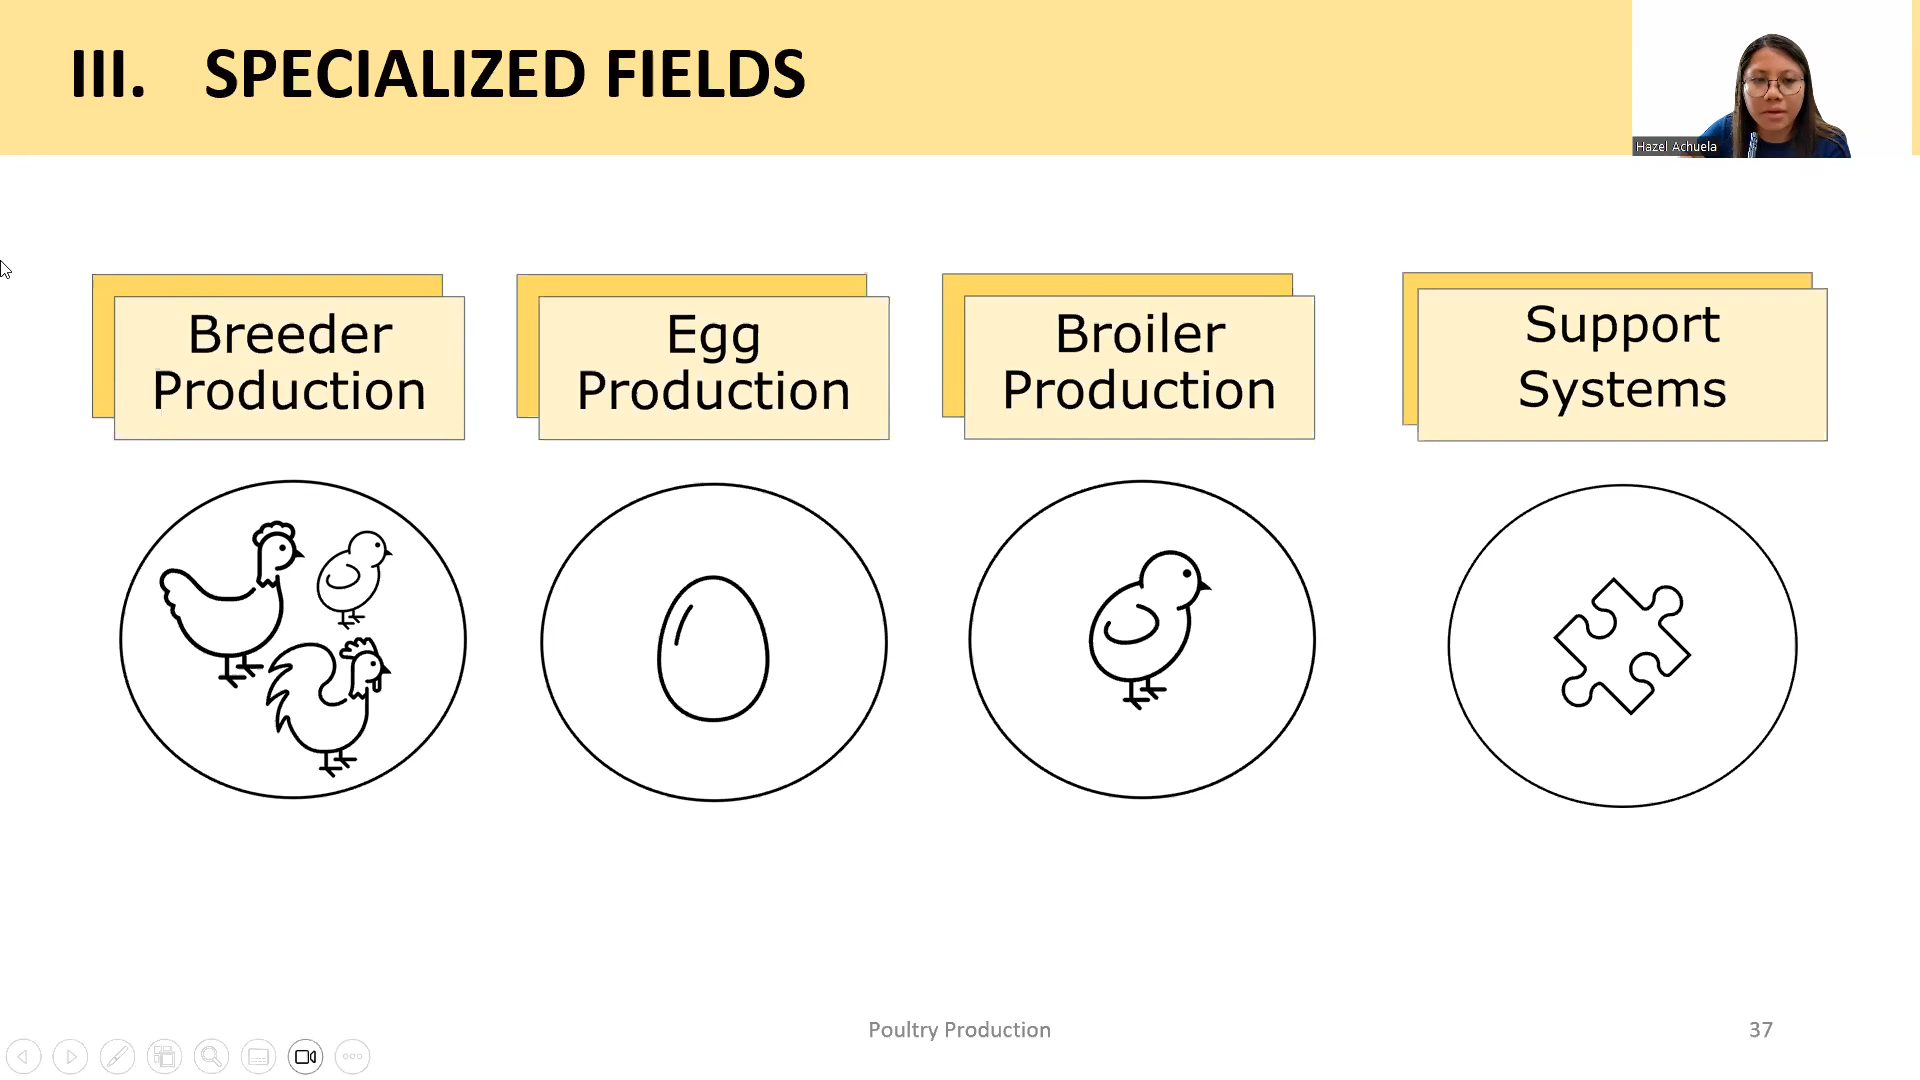 III. SPECIALIZED FIELDS
Hazel Achuela
Breeder
Production
Egg
Production
Broiler
Production
Support
Systems
Poultry Production
37